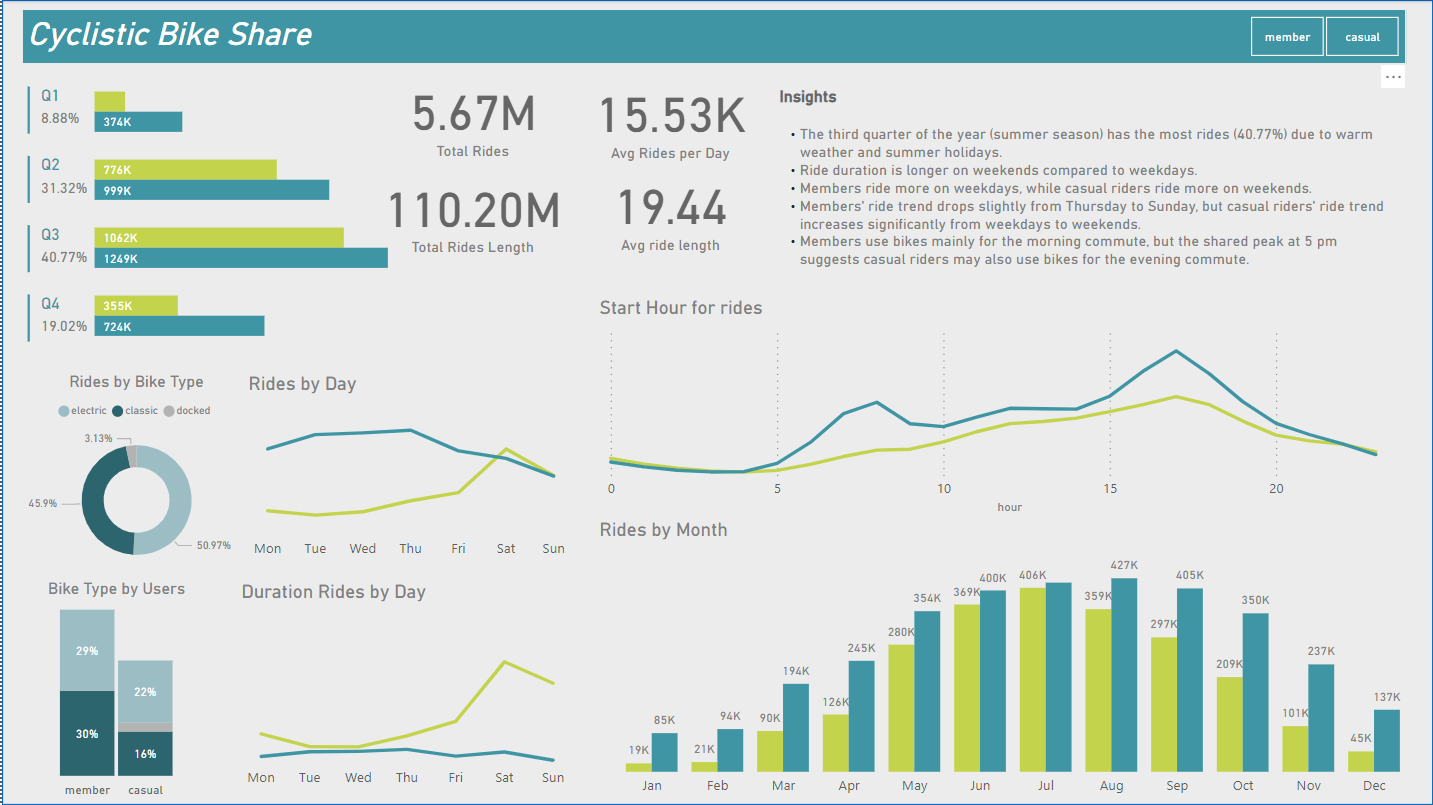 Cyclistic Bike Share
member
casual
Q1
8.88%
374K
Q2
31.32%
776K
999K
Q3
40.77%
1062K
1249K
Q4
19.02%
355K
724K
5.67M
Total Rides
110.20M
Total Rides Length
15.53K
Avg Rides per Day
19.44
Avg ride length
Insights
• The third quarter of the year (summer season) has the most rides (40.77%) due to warm
weather and summer holidays.
• Ride duration is longer on weekends compared to weekdays.
• Members ride more on weekdays, while casual riders ride more on weekends.
• Members' ride trend drops slightly from Thursday to Sunday, but casual riders' ride trend
increases significantly from weekdays to weekends.
• Members use bikes mainly for the morning commute, but the shared peak at 5 pm
suggests casual riders may also use bikes for the evening commute.
Rides by Bike Type
electric classic docked
3.13%
45.9%
50.97%
Rides by Day
Mon Tue Wed Thu Fri Sat Sun
Start Hour for rides
0 5 10 15 20
hour
Bike Type by Users
29%
30%
22%
16%
member casual
Duration Rides by Day
Mon Tue Wed Thu Fri Sat Sun
Rides by Month
19K 85K
21K 94K
90K 194K
126K 245K
280K 354K
369K 400K
406K
359K 427K
297K 405K
209K 350K
101K 237K
45K 137K
Jan Feb Mar Apr May Jun Jul Aug Sep Oct Nov Dec